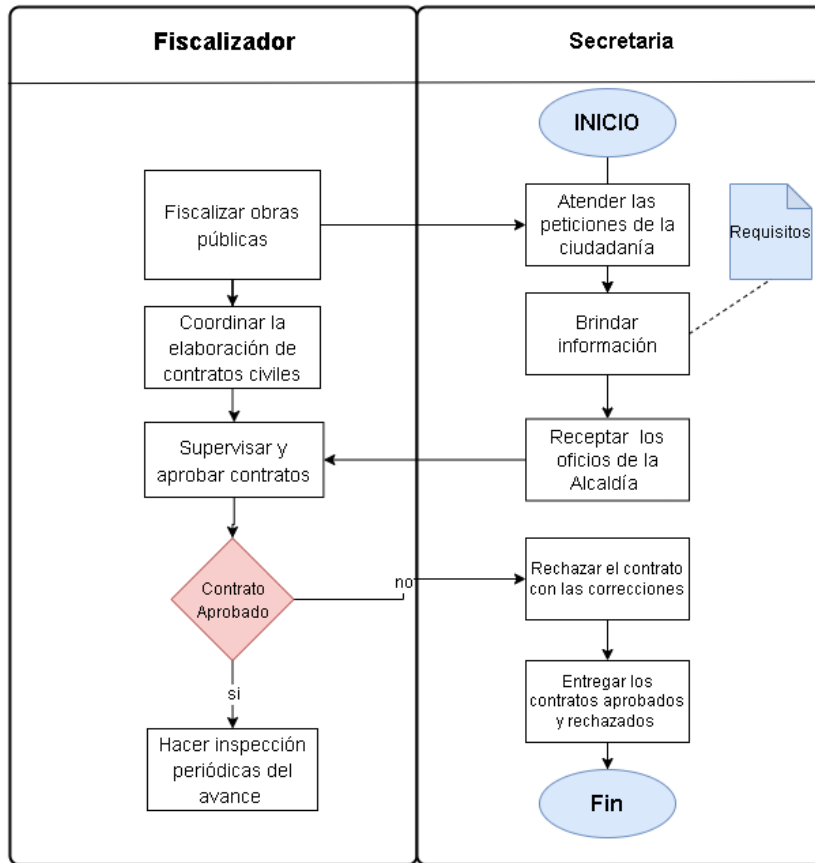 Fiscalizador
Secretaria
INICIO
Fiscalizar obras
públicas
Atender las
peticiones de la
ciudadanía
Requisitos
Coordinar la
elaboración de
contratos civiles
Brindar
información
Supervisar y
aprobar contratos
Receptar los
oficios de la
Alcaldía
Contrato
Aprobado
no
Rechazar el contrato
con las correcciones
si
Entregar los
contratos aprobados
y rechazados
Hacer inspección
periódicas del
avance
Fin